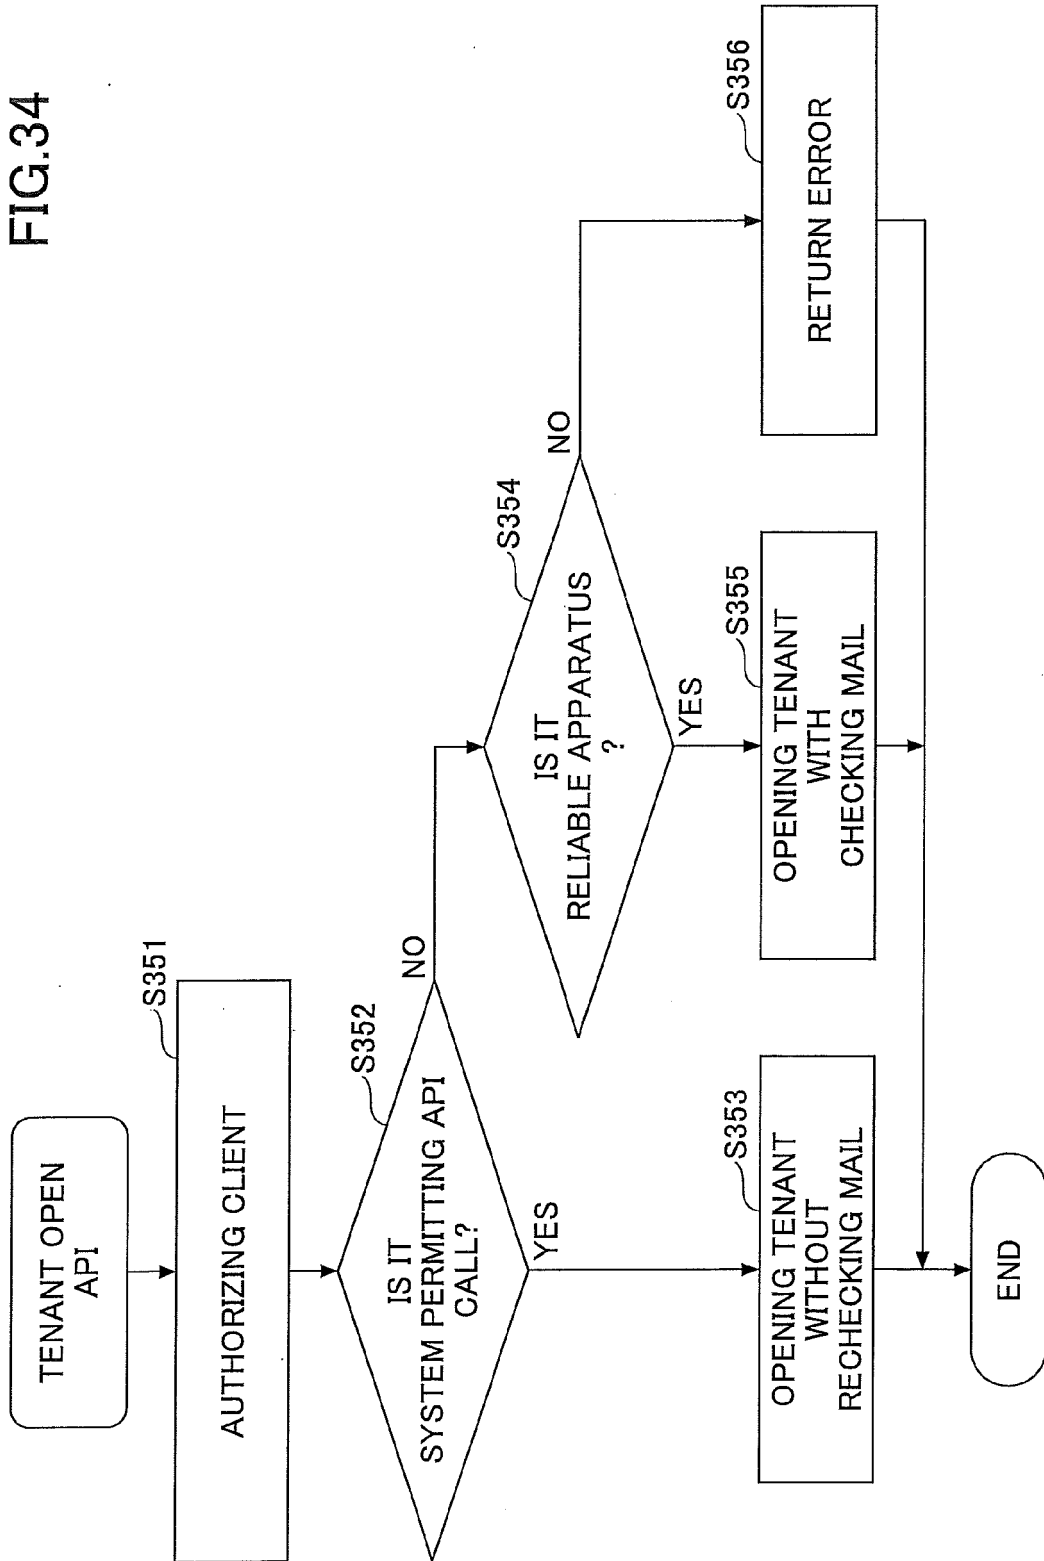 FIG.34
TENANT OPEN
API
S351
AUTHORIZING CLIENT
S352
IS IT
SYSTEM PERMITTING API
CALL?
NO
YES
S354
IS IT
RELIABLE APPARATUS
?
NO
YES
S353
OPENING TENANT
WITHOUT
RECHECKING MAIL
S355
OPENING TENANT
WITH
CHECKING MAIL
S356
RETURN ERROR
END